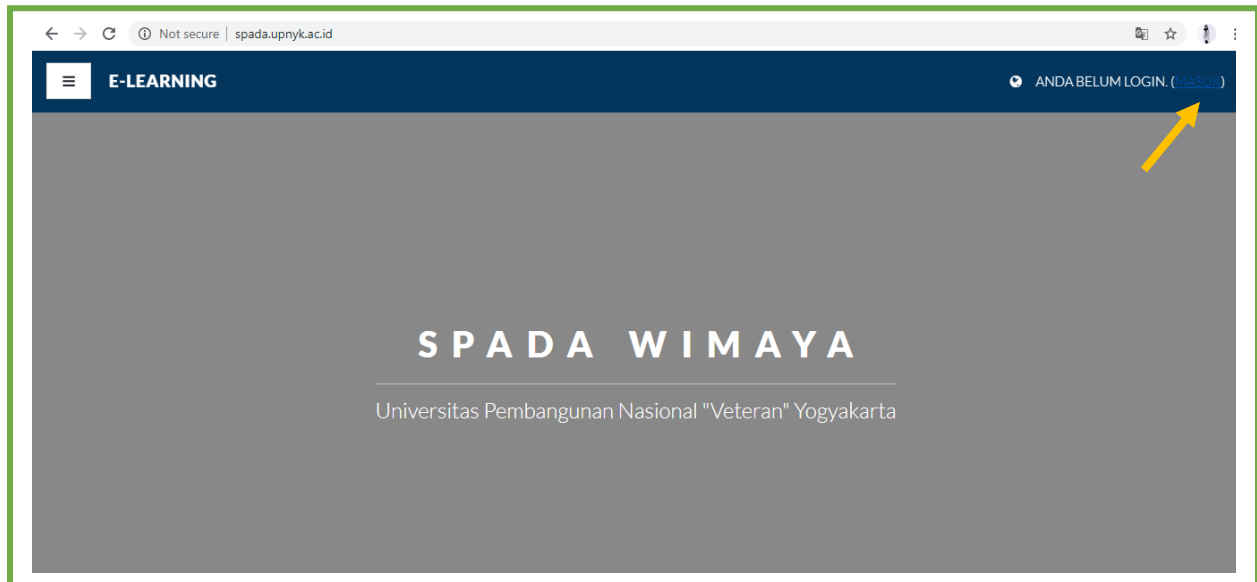 Not secure | spada.upnyk.ac.id
E-LEARNING
ANDA BELUM LOGIN. (MASUK)
SPADA WIMAYA
Universitas Pembangunan Nasional "Veteran" Yogyakarta